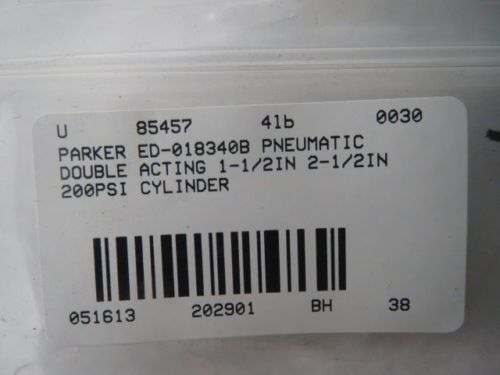 U 85457 4lb 0030
PARKER ED-018340B PNEUMATIC
DOUBLE ACTING 1-1/2IN 2-1/2IN
200PSI CYLINDER
051613 202901 BH 38